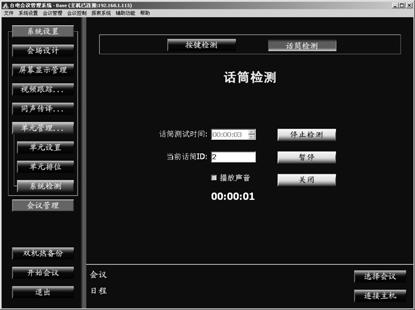 台电会议管理系统 - Base (主机已连接:192.168.1.115)
文件 系统设置 会议管理 会议控制 探索系统 辅助功能 帮助
系统设置
会场设计
屏幕显示管理
视频跟踪...
同声传译...
单元管理...
单元设置
单元排位
系统检测
会议管理
双机热备份
开始会议
退出
按键检测 话筒检测
话筒检测
话筒测试时间: 00:00:03 停止检测
当前话筒ID: 2 暂停
播放声音 关闭
00:00:01
会议 选择会议
日程 连接主机